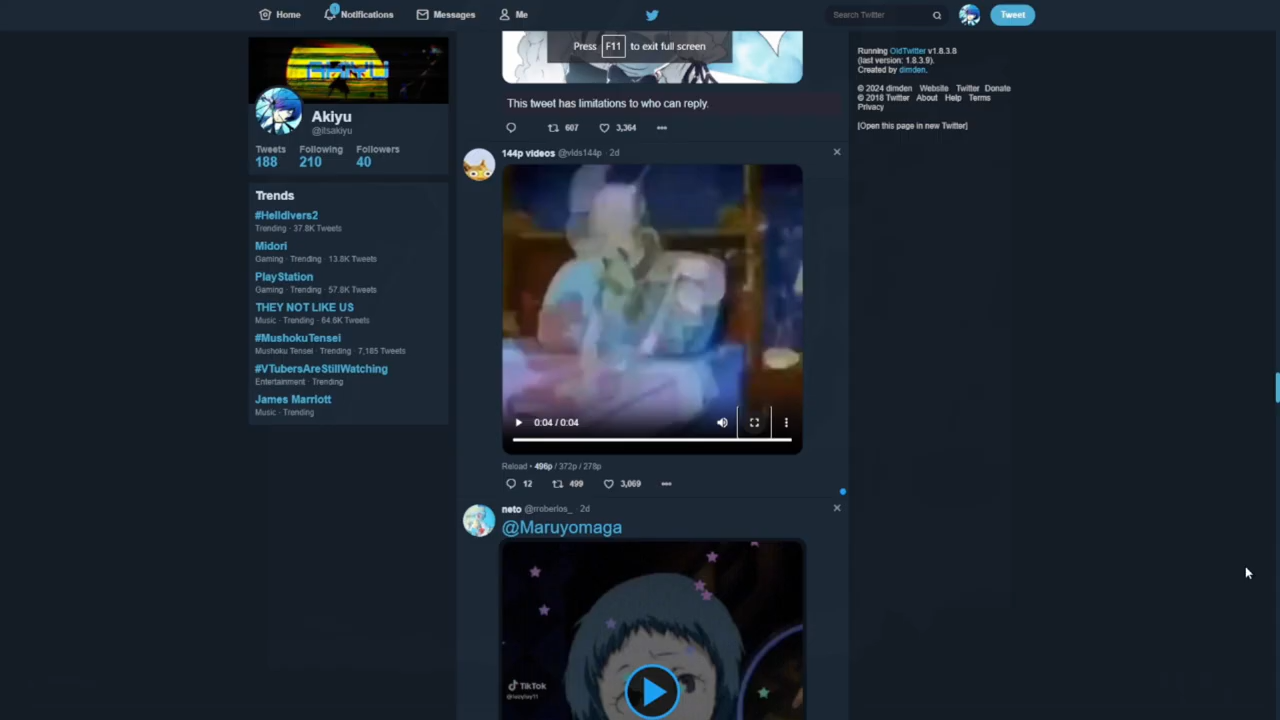 Home
1
Notifications
Messages
Me
Search Twitter
Tweet
Press F11 to exit full screen
Akiyu
@itsakiyu
Tweets
188
Following
210
Followers
40
Trends
#Helldivers2
Trending · 37.8K Tweets
Midori
Gaming · Trending · 13.8K Tweets
PlayStation
Gaming · Trending · 57.8K Tweets
THEY NOT LIKE US
Music · Trending · 64.6K Tweets
#MushokuTensei
Mushoku Tensei · Trending · 7,185 Tweets
#VTubersAreStillWatching
Entertainment · Trending
James Marriott
Music · Trending
This tweet has limitations to who can reply.
607
3,364
144p videos @vids144p · 2d
0:04 / 0:04
Reload • 496p / 372p / 278p
12
499
3,069
neto @rroberlos_ · 2d
@Maruyomaga
TikTok
Running OldTwitter v1.8.3.8
(last version: 1.8.3.9).
Created by dimden.
© 2024 dimden Website Twitter Donate
© 2018 Twitter About Help Terms
Privacy
[Open this page in new Twitter]